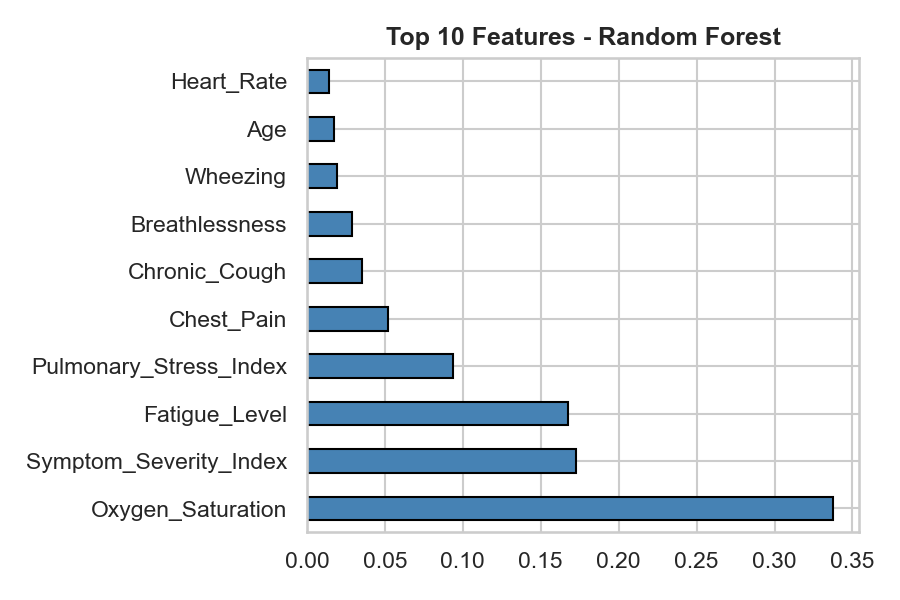 Top 10 Features - Random Forest
Heart_Rate
Age
Wheezing
Breathlessness
Chronic_Cough
Chest_Pain
Pulmonary_Stress_Index
Fatigue_Level
Symptom_Severity_Index
Oxygen_Saturation
0.00 0.05 0.10 0.15 0.20 0.25 0.30 0.35